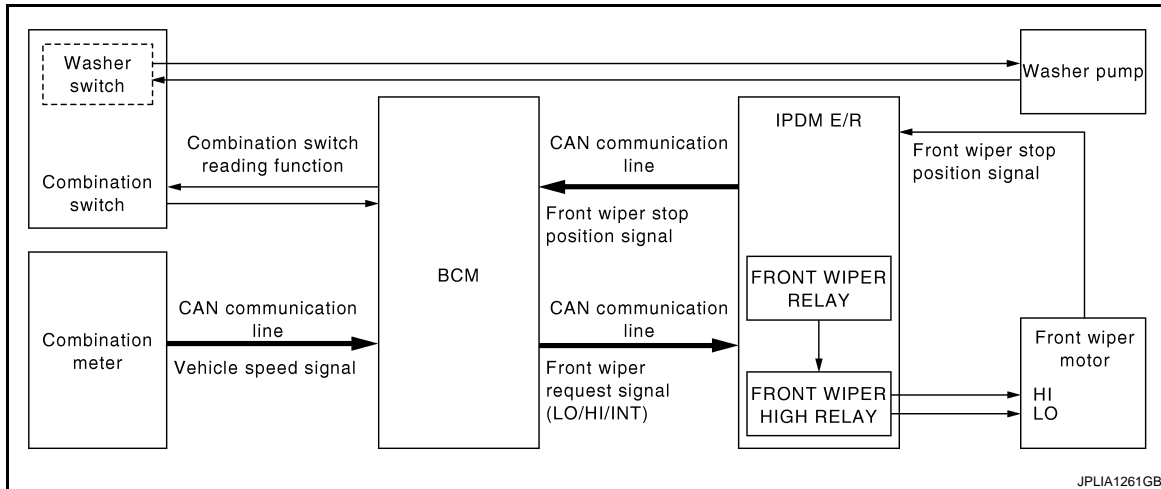 Washer
switch
Combination
switch
Combination
meter
Combination switch
reading function
CAN communication
line
Vehicle speed signal
BCM
CAN communication
line
Front wiper stop
position signal
CAN communication
line
Front wiper
request signal
(LO/HI/INT)
IPDM E/R
FRONT WIPER
RELAY
FRONT WIPER
HIGH RELAY
Washer pump
Front wiper stop
position signal
Front wiper
motor
HI
LO
JPLIA1261GB